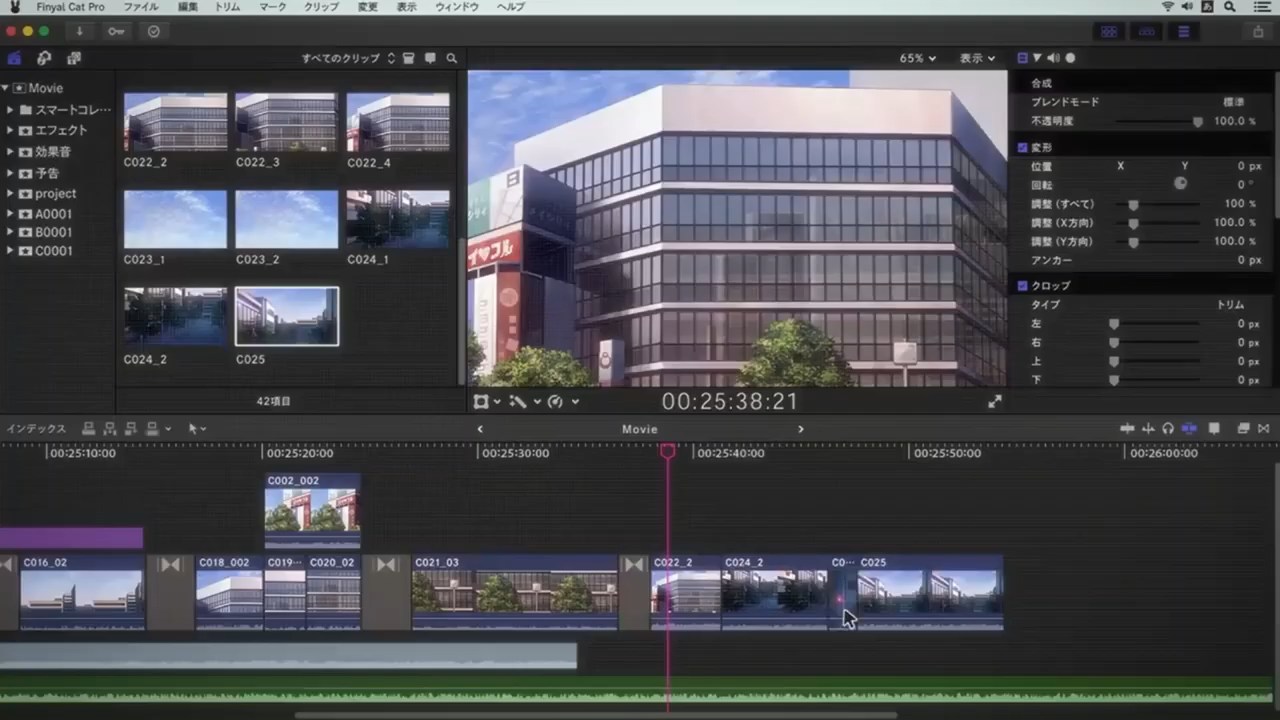 Finyal Cat Pro ファイル 編集 トリム マーク クリップ 変更 表示 ウィンドウ ヘルプ
あ
すべてのクリップ
65%
表示
Movie
スマートコレ…
エフェクト
効果音
予告
project
A0001
B0001
C0001
C022_2
C022_3
C022_4
C023_1
C023_2
C024_1
C024_2
C025
42項目
イマコル
00:25:38:21
合成
ブレンドモード 標準
不透明度 100.0 %
変形
位置 X Y 0 px
回転 0 °
調整 (すべて) 100 %
調整 (X方向) 100.0 %
調整 (Y方向) 100.0 %
アンカー 0 px
クロップ
タイプ トリム
左 0 px
右 0 px
上 0 px
下 0 px
インデックス
Movie
00:25:10:00
00:25:20:00
00:25:30:00
00:25:40:00
00:25:50:00
00:26:00:00
C002_002
C016_02
C018_002
C019…
C020_02
C021_03
C022_2
C024_2
C0…
C025